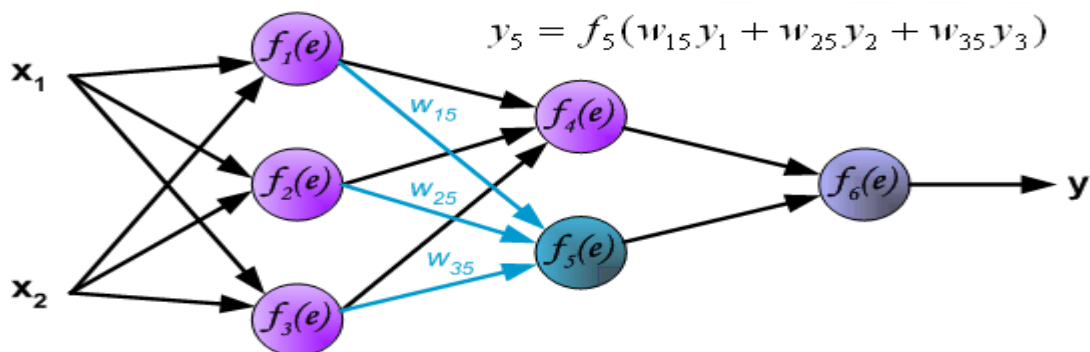 y₅ = f₅(w₁₅y₁ + w₂₅y₂ + w₃₅y₃)
f₁(e)
x₁
w₁₅
f₄(e)
f₂(e)
w₂₅
f₆(e)
y
f₅(e)
w₃₅
x₂
f₃(e)